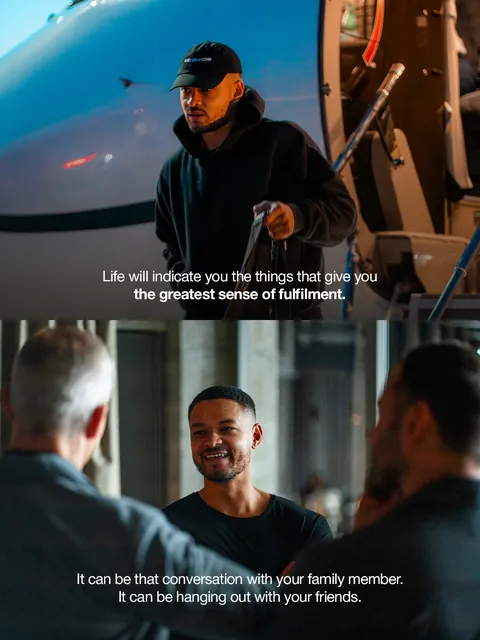 Life will indicate you the things that give you
the greatest sense of fulfilment.
It can be that conversation with your family member.
It can be hanging out with your friends.